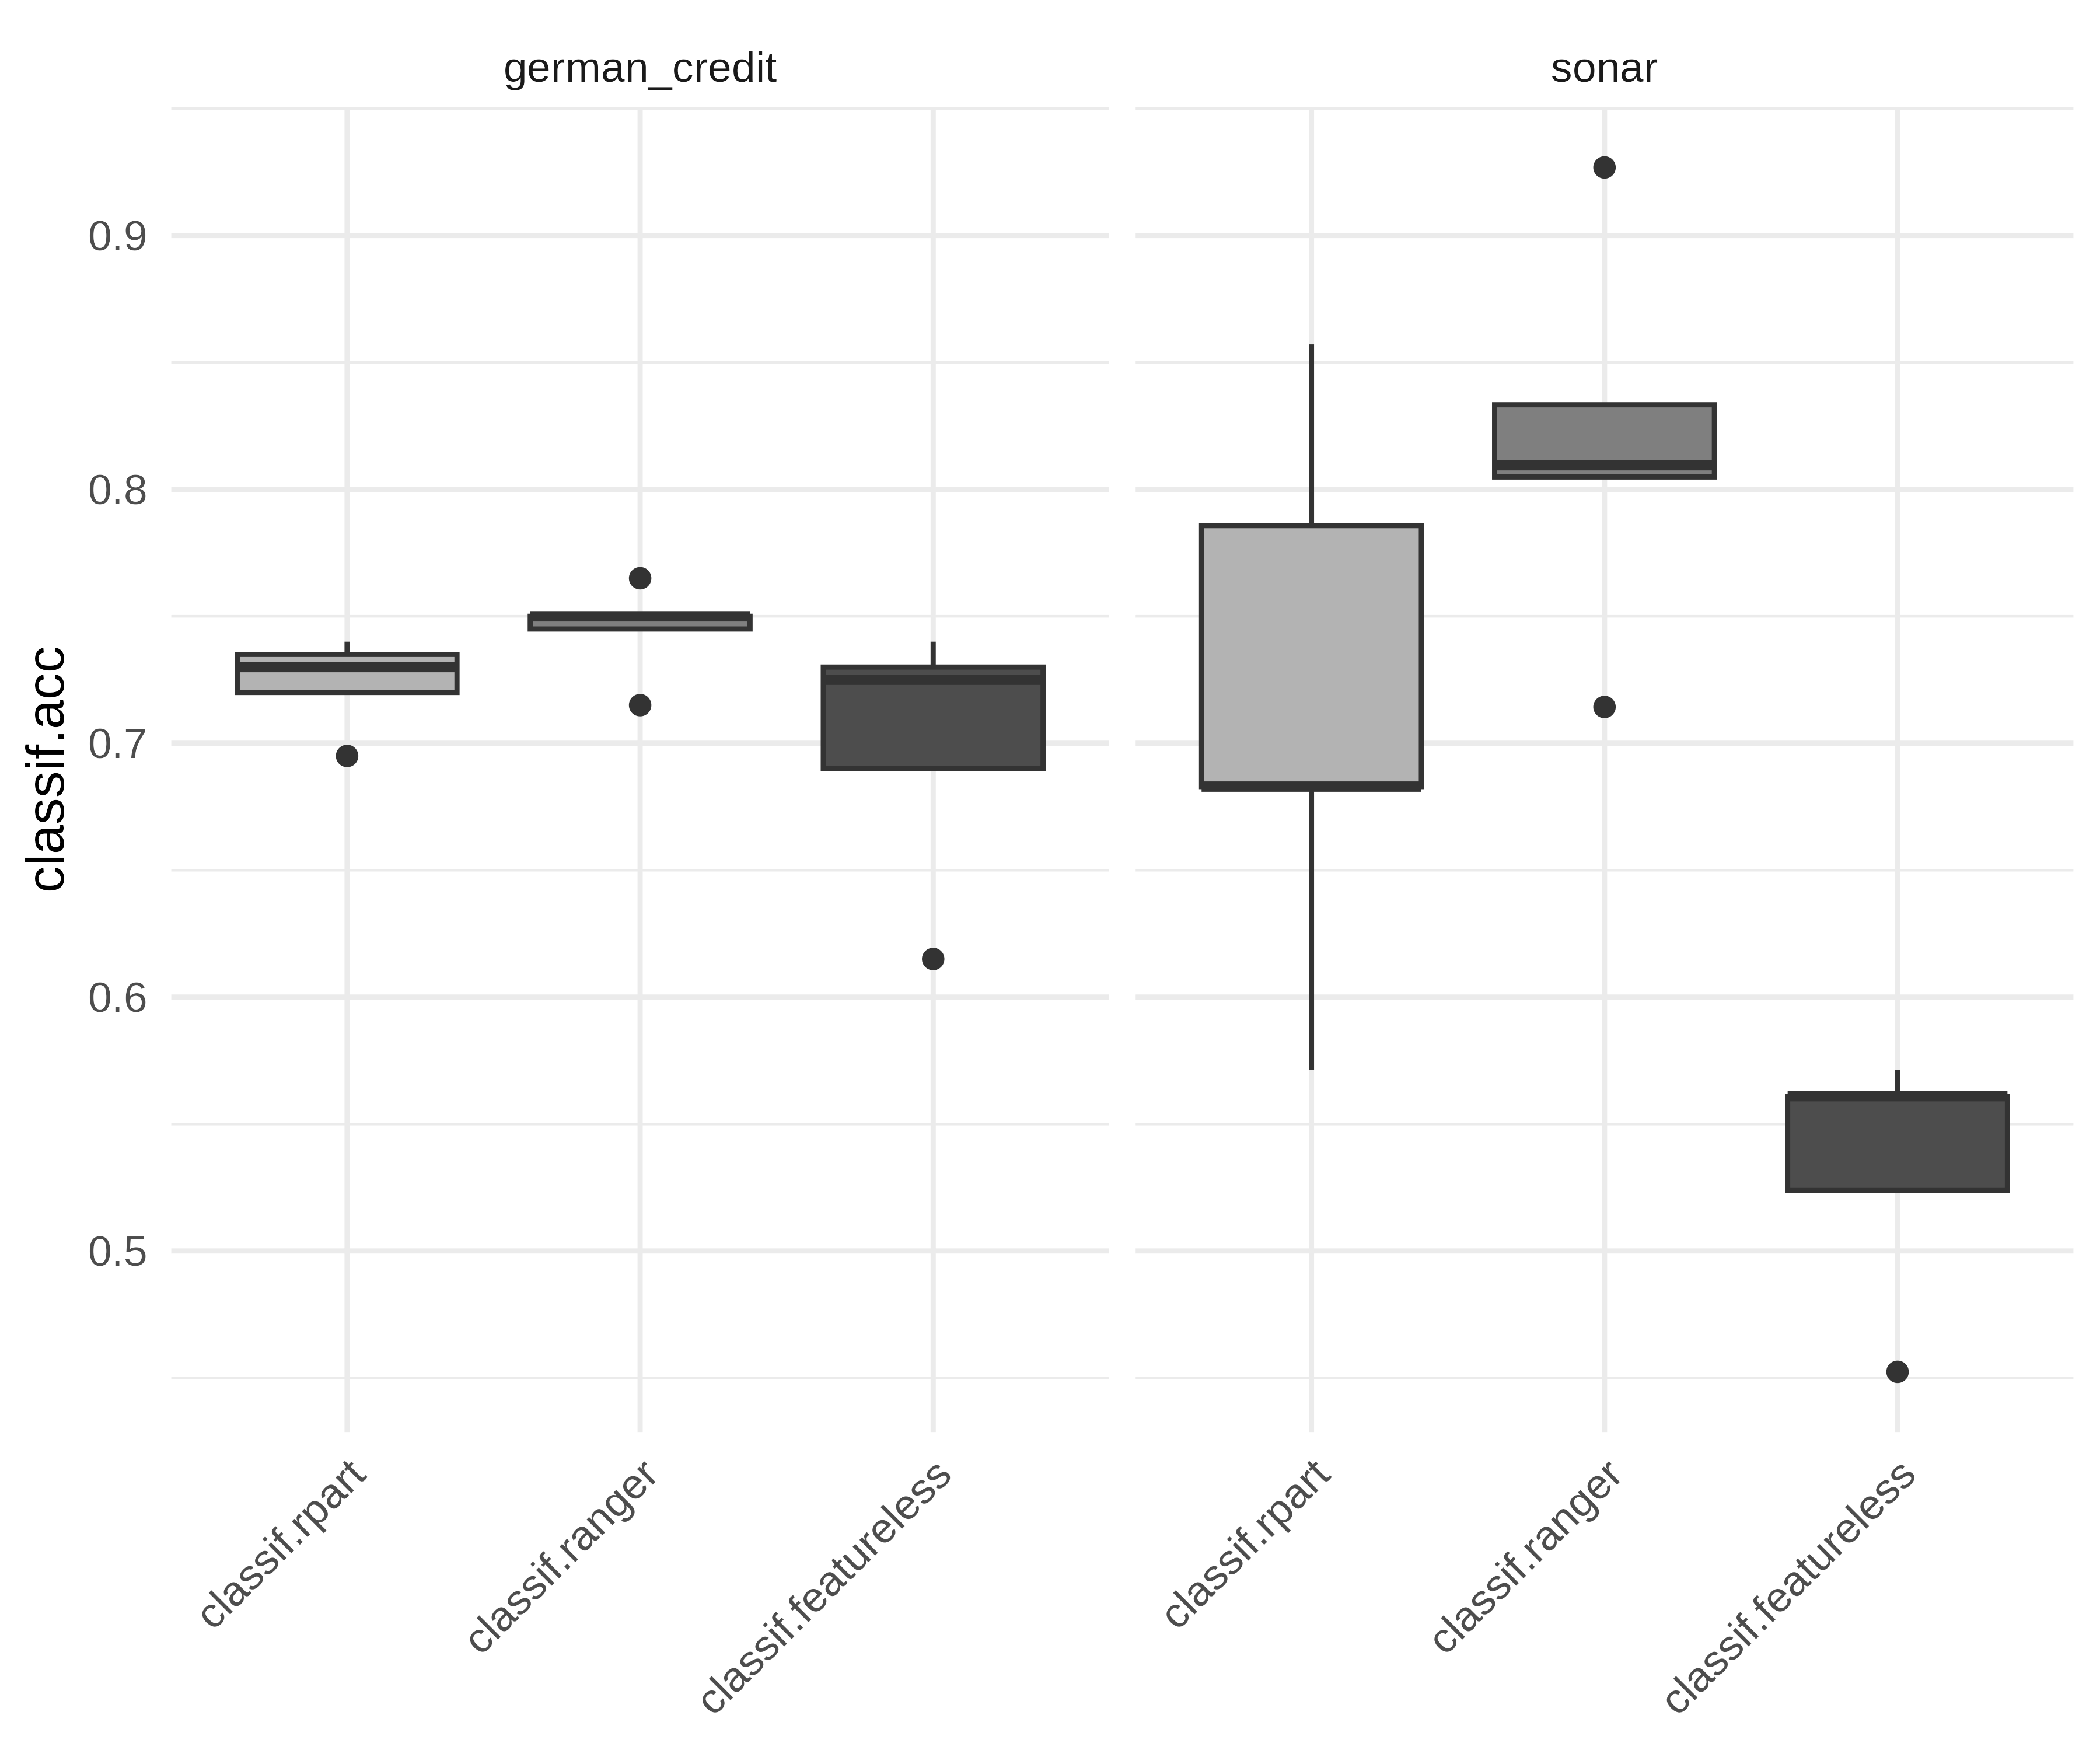 german_credit
sonar
classif.acc
0.9
0.8
0.7
0.6
0.5
classif.rpart
classif.ranger
classif.featureless
classif.rpart
classif.ranger
classif.featureless